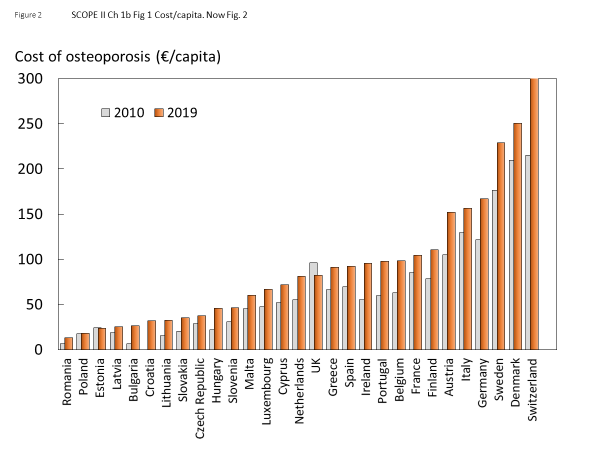 Figure 2 SCOPE II Ch 1b Fig 1 Cost/capita. Now Fig. 2
Cost of osteoporosis (€/capita)
300
250
200
150
100
50
0
2010 2019
Romania
Poland
Estonia
Latvia
Bulgaria
Croatia
Lithuania
Slovakia
Czech Republic
Hungary
Slovenia
Malta
Luxembourg
Cyprus
Netherlands
UK
Greece
Spain
Ireland
Portugal
Belgium
France
Finland
Austria
Italy
Germany
Sweden
Denmark
Switzerland